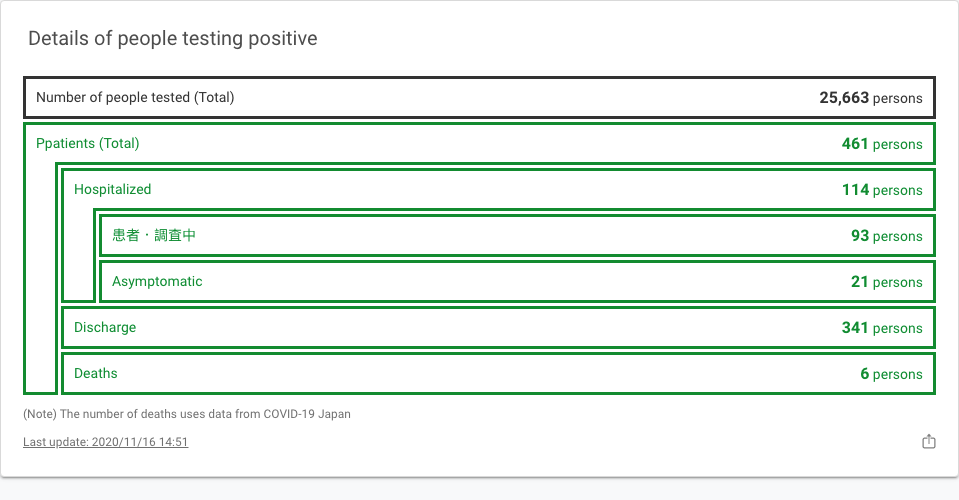 Details of people testing positive
Number of people tested (Total) 25,663 persons
Ppatients (Total) 461 persons
Hospitalized 114 persons
患者・調査中 93 persons
Asymptomatic 21 persons
Discharge 341 persons
Deaths 6 persons
(Note) The number of deaths uses data from COVID-19 Japan
Last update: 2020/11/16 14:51